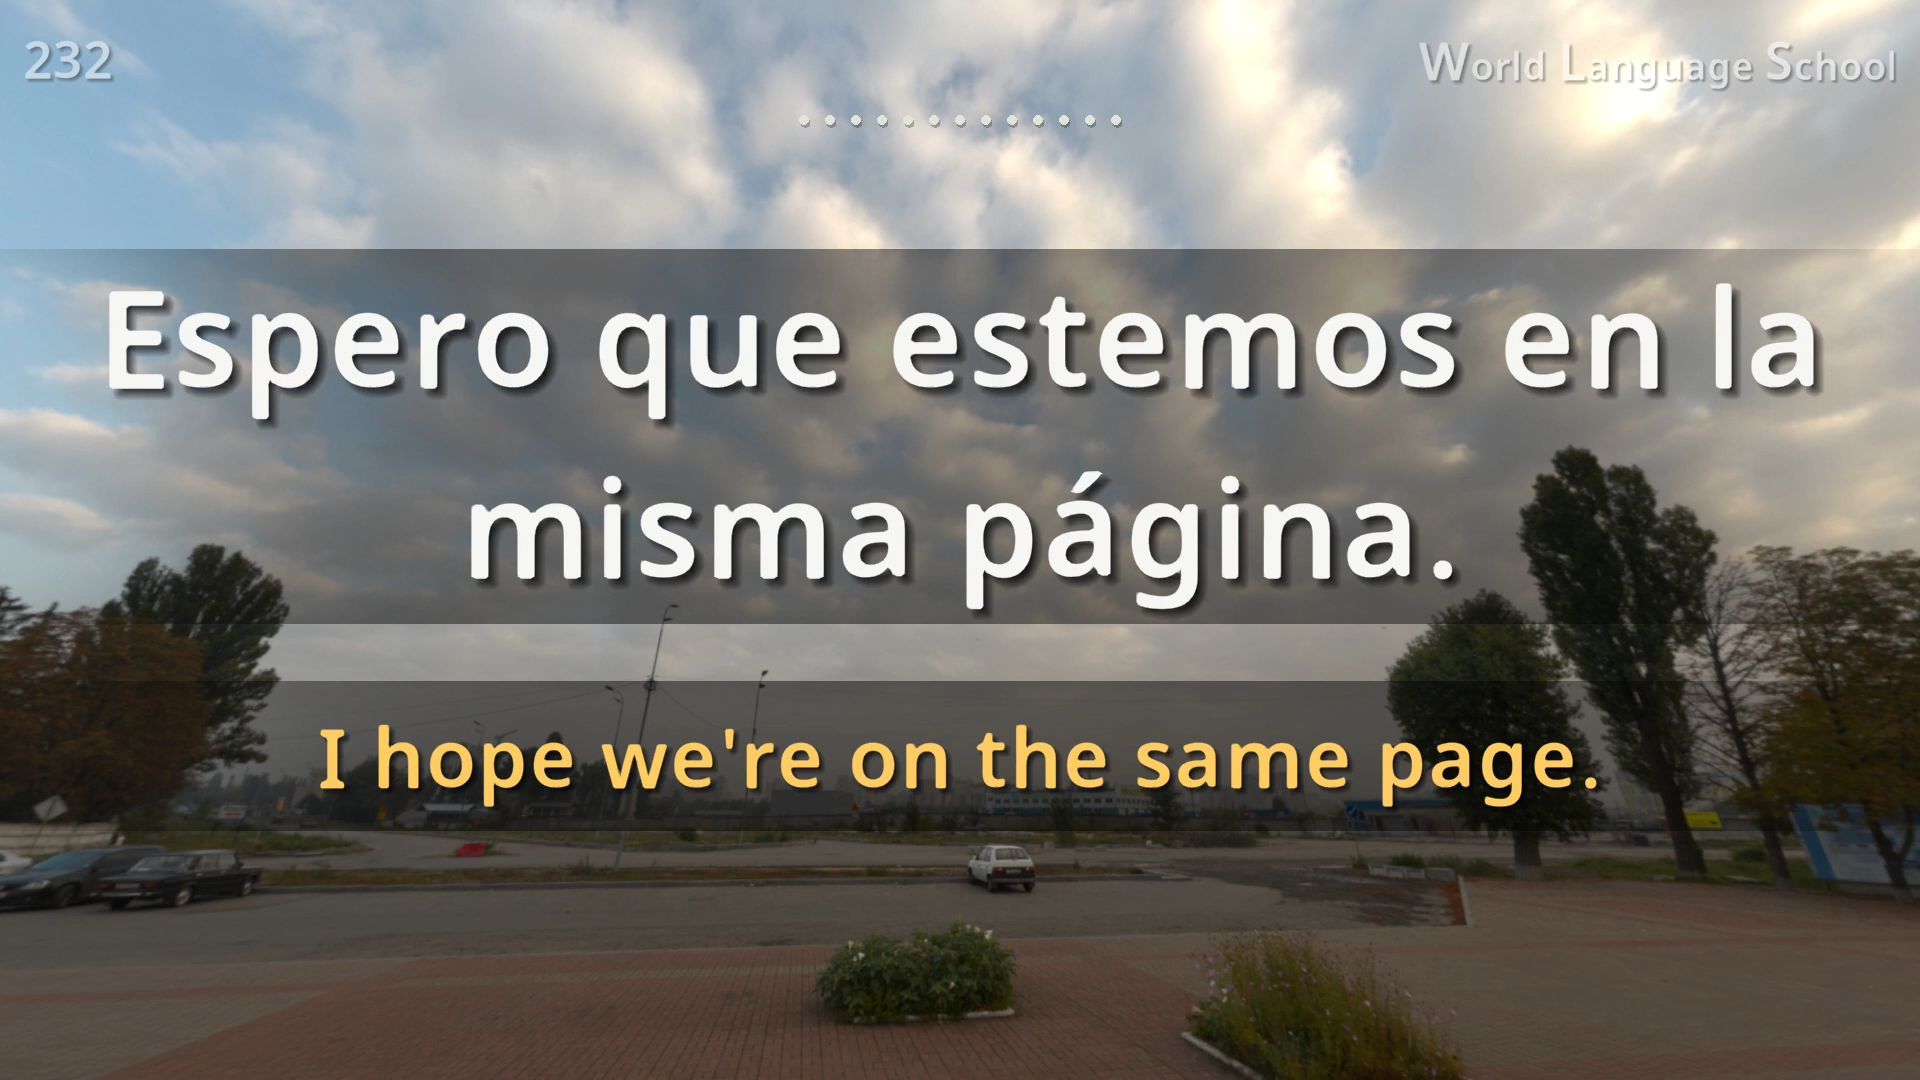 232
World Language School
Espero que estemos en la
misma página.
I hope we're on the same page.